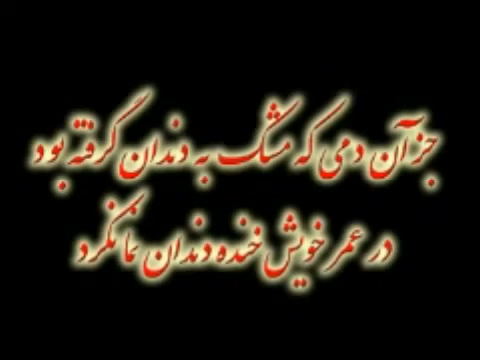 جز آن دمی که مشک به دندان گرفته بود
در عمر خویش خنده دندان نما نکرد